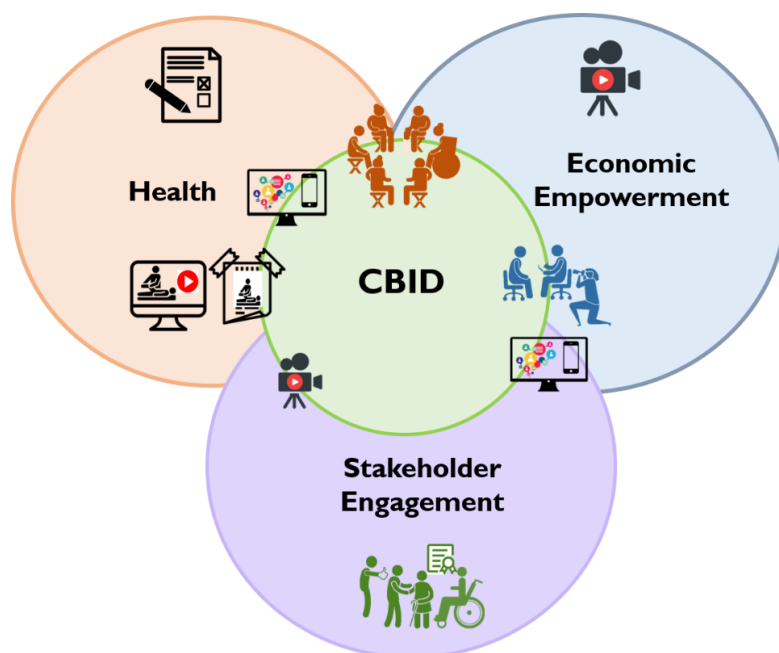 Health
Economic
Empowerment
CBID
Stakeholder
Engagement